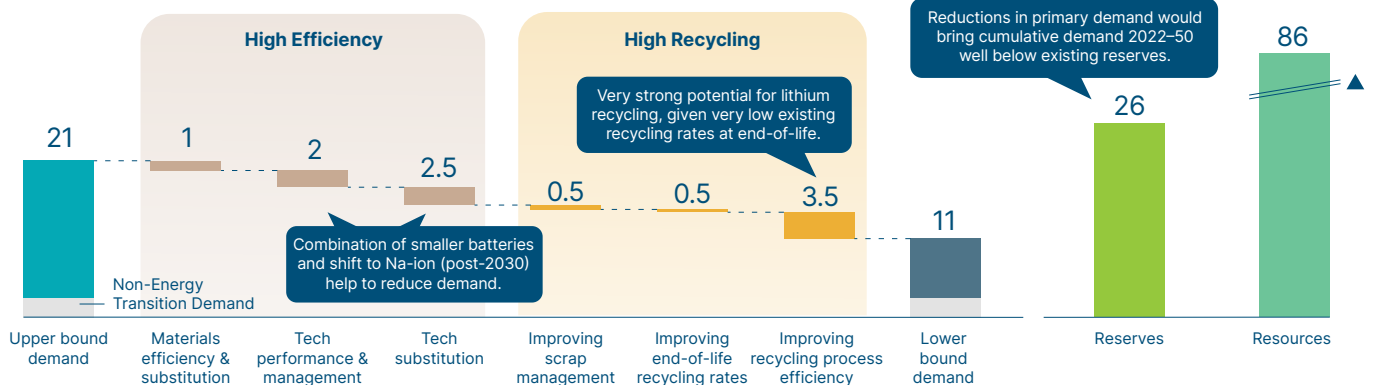 High Efficiency
High Recycling
Reductions in primary demand would
bring cumulative demand 2022–50
well below existing reserves.
86
Very strong potential for lithium
recycling, given very low existing
recycling rates at end-of-life.
26
21
1
2
2.5
0.5
0.5
3.5
11
Combination of smaller batteries
and shift to Na-ion (post-2030)
help to reduce demand.
Non-Energy
Transition Demand
Upper bound
demand
Materials
efficiency &
substitution
Tech
performance &
management
Tech
substitution
Improving
scrap
management
Improving
end-of-life
recycling rates
Improving
recycling process
efficiency
Lower
bound
demand
Reserves
Resources